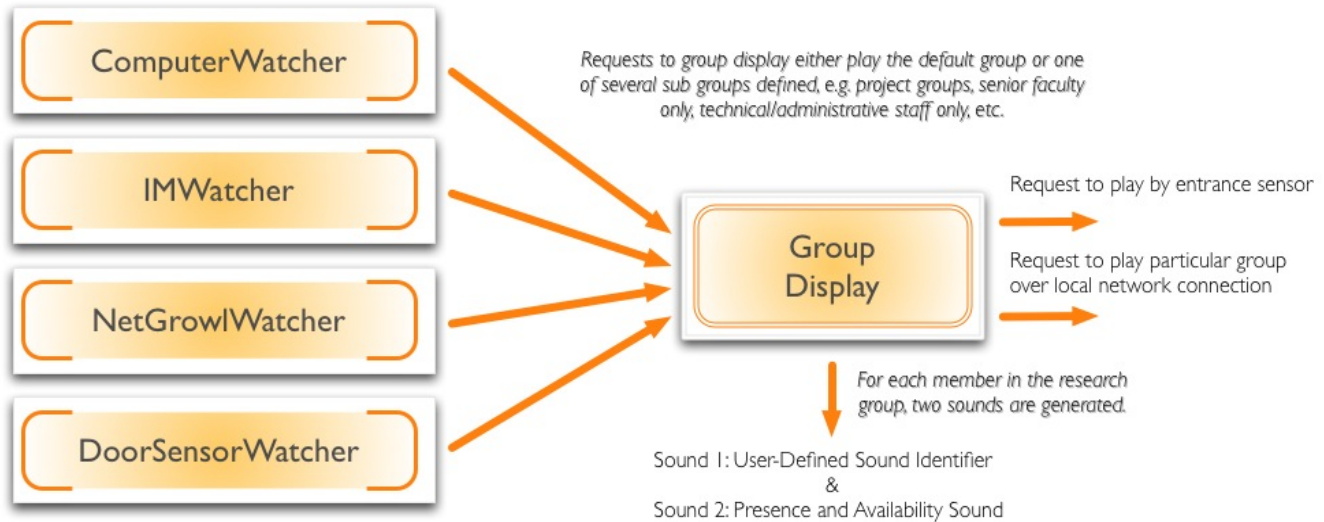 ComputerWatcher
IMWatcher
NetGrowlWatcher
DoorSensorWatcher
Requests to group display either play the default group or one
of several sub groups defined, e.g. project groups, senior faculty
only, technical/administrative staff only, etc.
Group
Display
Request to play by entrance sensor
Request to play particular group
over local network connection
For each member in the research
group, two sounds are generated.
Sound 1: User-Defined Sound Identifier
&
Sound 2: Presence and Availability Sound